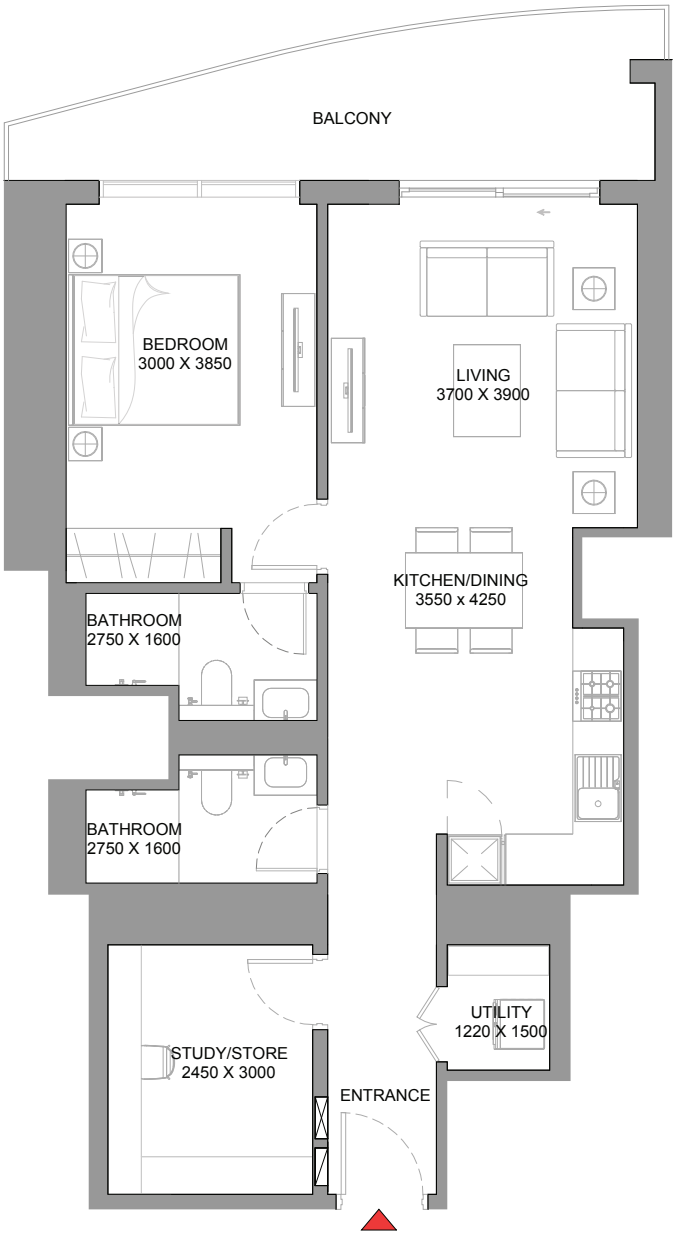 BALCONY
BEDROOM
3000 X 3850
LIVING
3700 X 3900
KITCHEN/DINING
3550 x 4250
BATHROOM
2750 X 1600
BATHROOM
2750 X 1600
STUDY/STORE
2450 X 3000
UTILITY
1220 X 1500
ENTRANCE